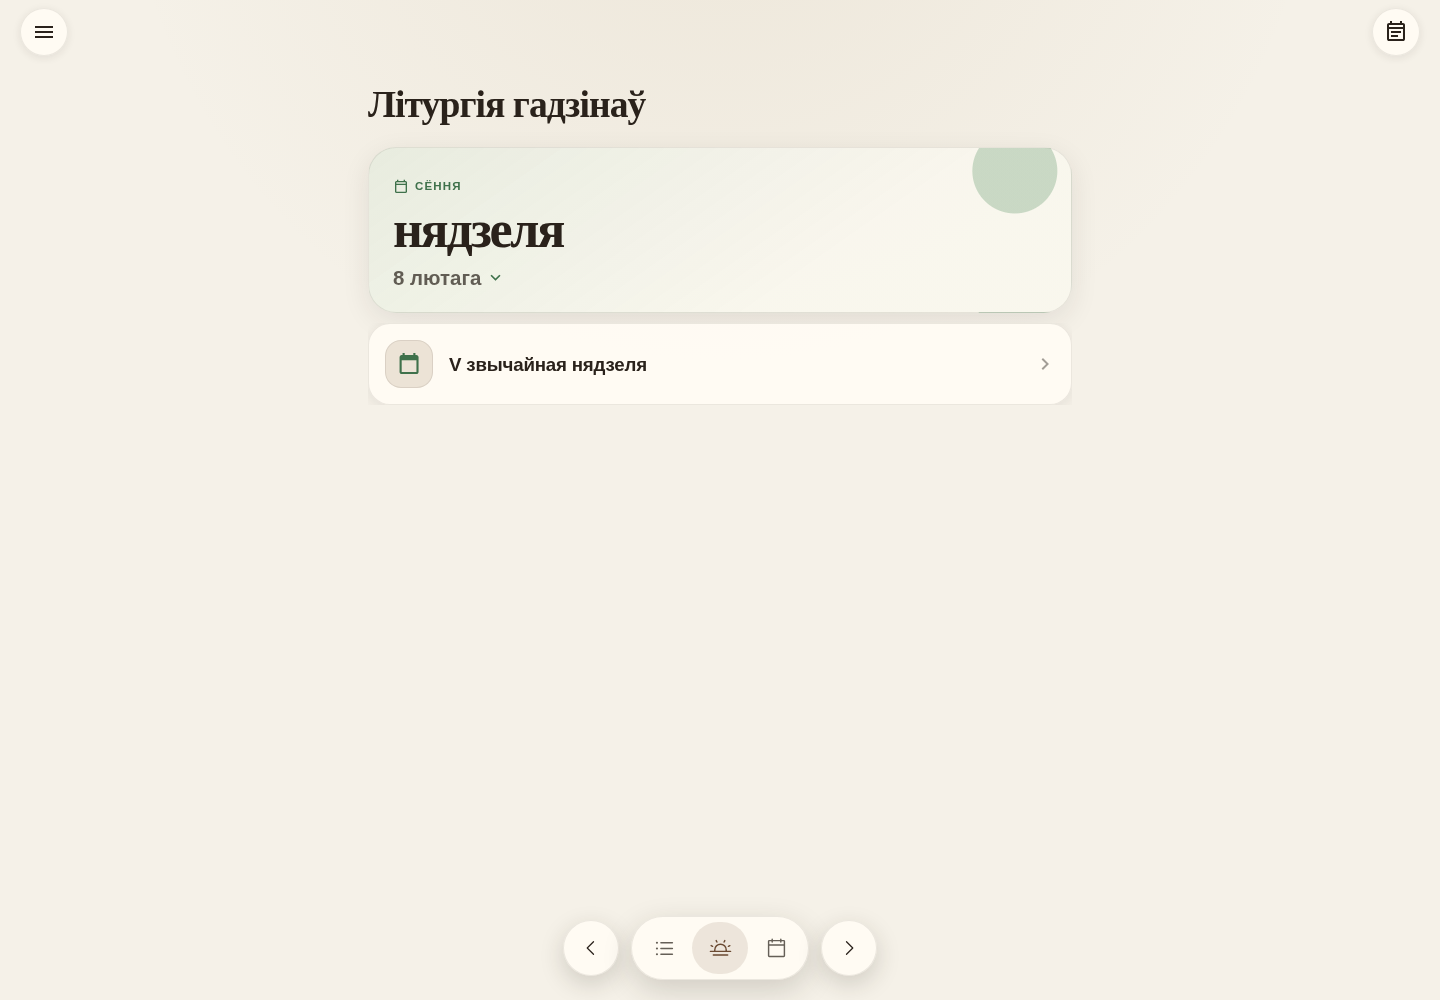 Літургія гадзінаў
СЁННЯ
нядзеля
8 лютага
V звычайная нядзеля